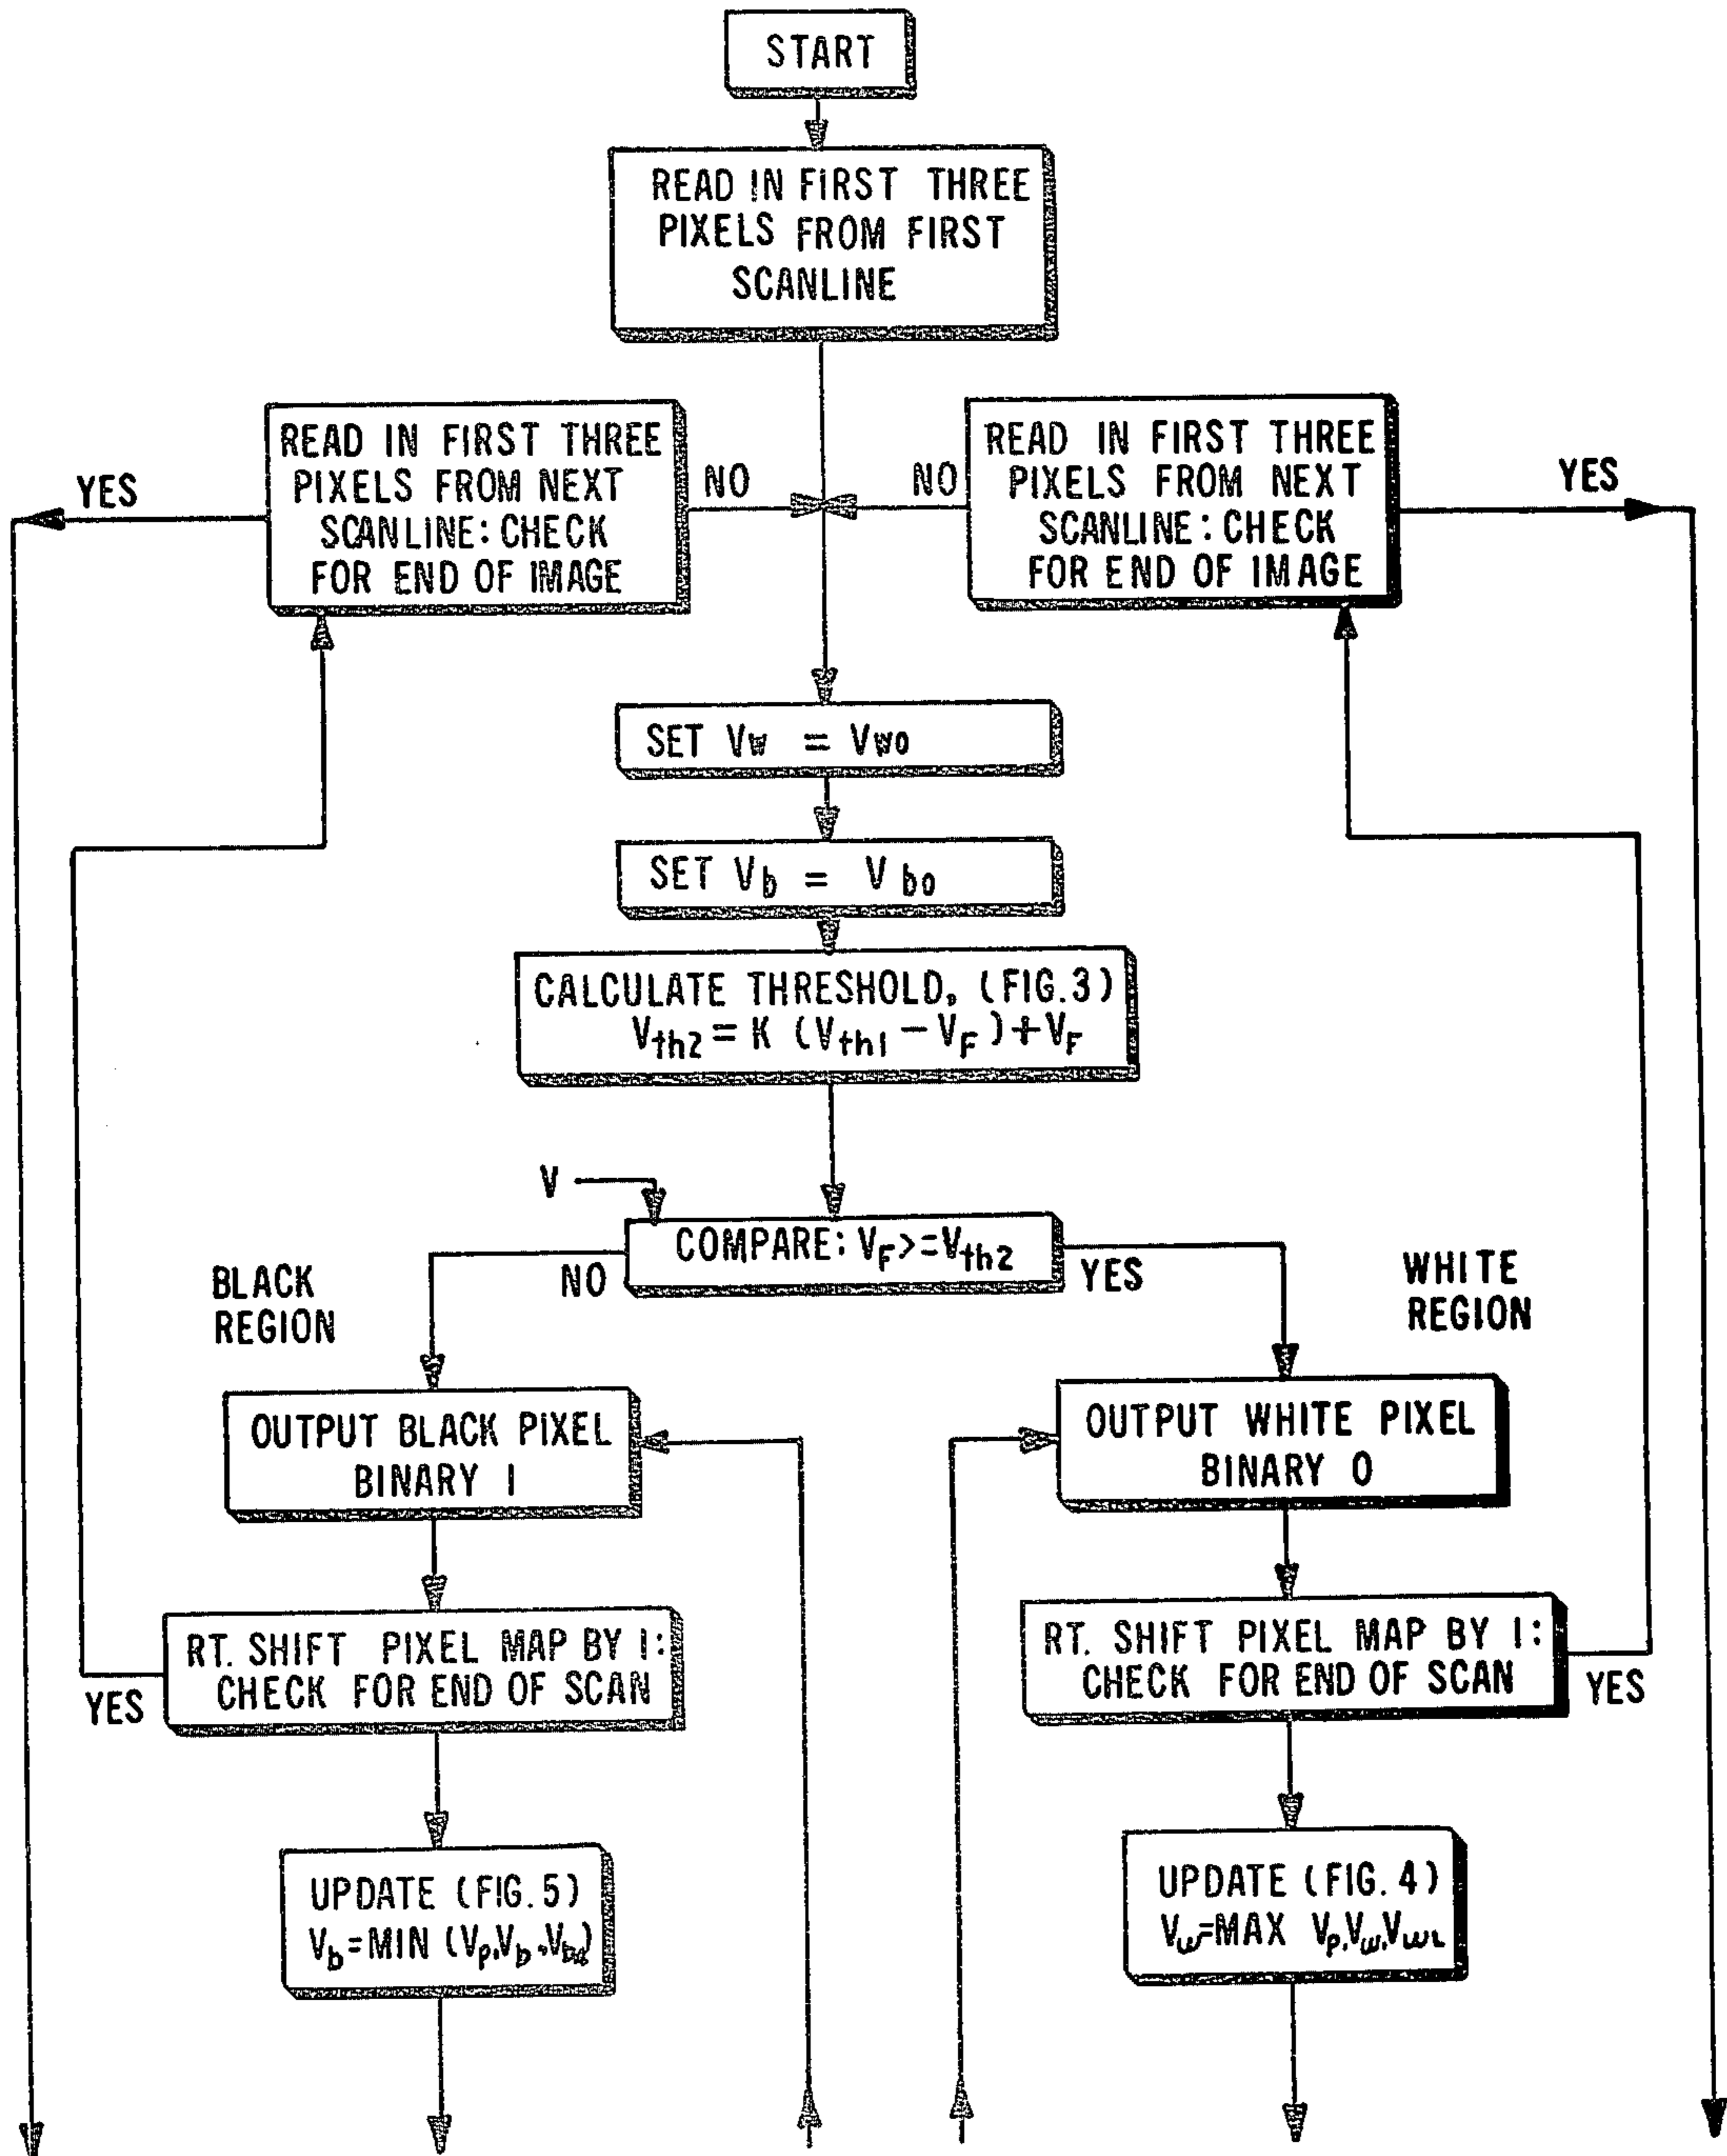 START
READ IN FIRST THREE
PIXELS FROM FIRST
SCANLINE
READ IN FIRST THREE
PIXELS FROM NEXT
SCANLINE: CHECK
FOR END OF IMAGE
YES
NO
READ IN FIRST THREE
PIXELS FROM NEXT
SCANLINE: CHECK
FOR END OF IMAGE
NO
YES
SET Vw = Vwo
SET Vb = Vbo
CALCULATE THRESHOLD, (FIG.3)
Vth2 = K (Vth1 − VF) + VF
V
COMPARE: VF>=Vth2
NO
YES
BLACK
REGION
WHITE
REGION
OUTPUT BLACK PIXEL
BINARY 1
OUTPUT WHITE PIXEL
BINARY 0
RT. SHIFT PIXEL MAP BY 1:
CHECK FOR END OF SCAN
YES
RT. SHIFT PIXEL MAP BY 1:
CHECK FOR END OF SCAN
YES
UPDATE (FIG. 5)
Vb=MIN (Vp,Vb,
UPDATE (FIG. 4)
Vw=MAX Vp,Vw,VwL